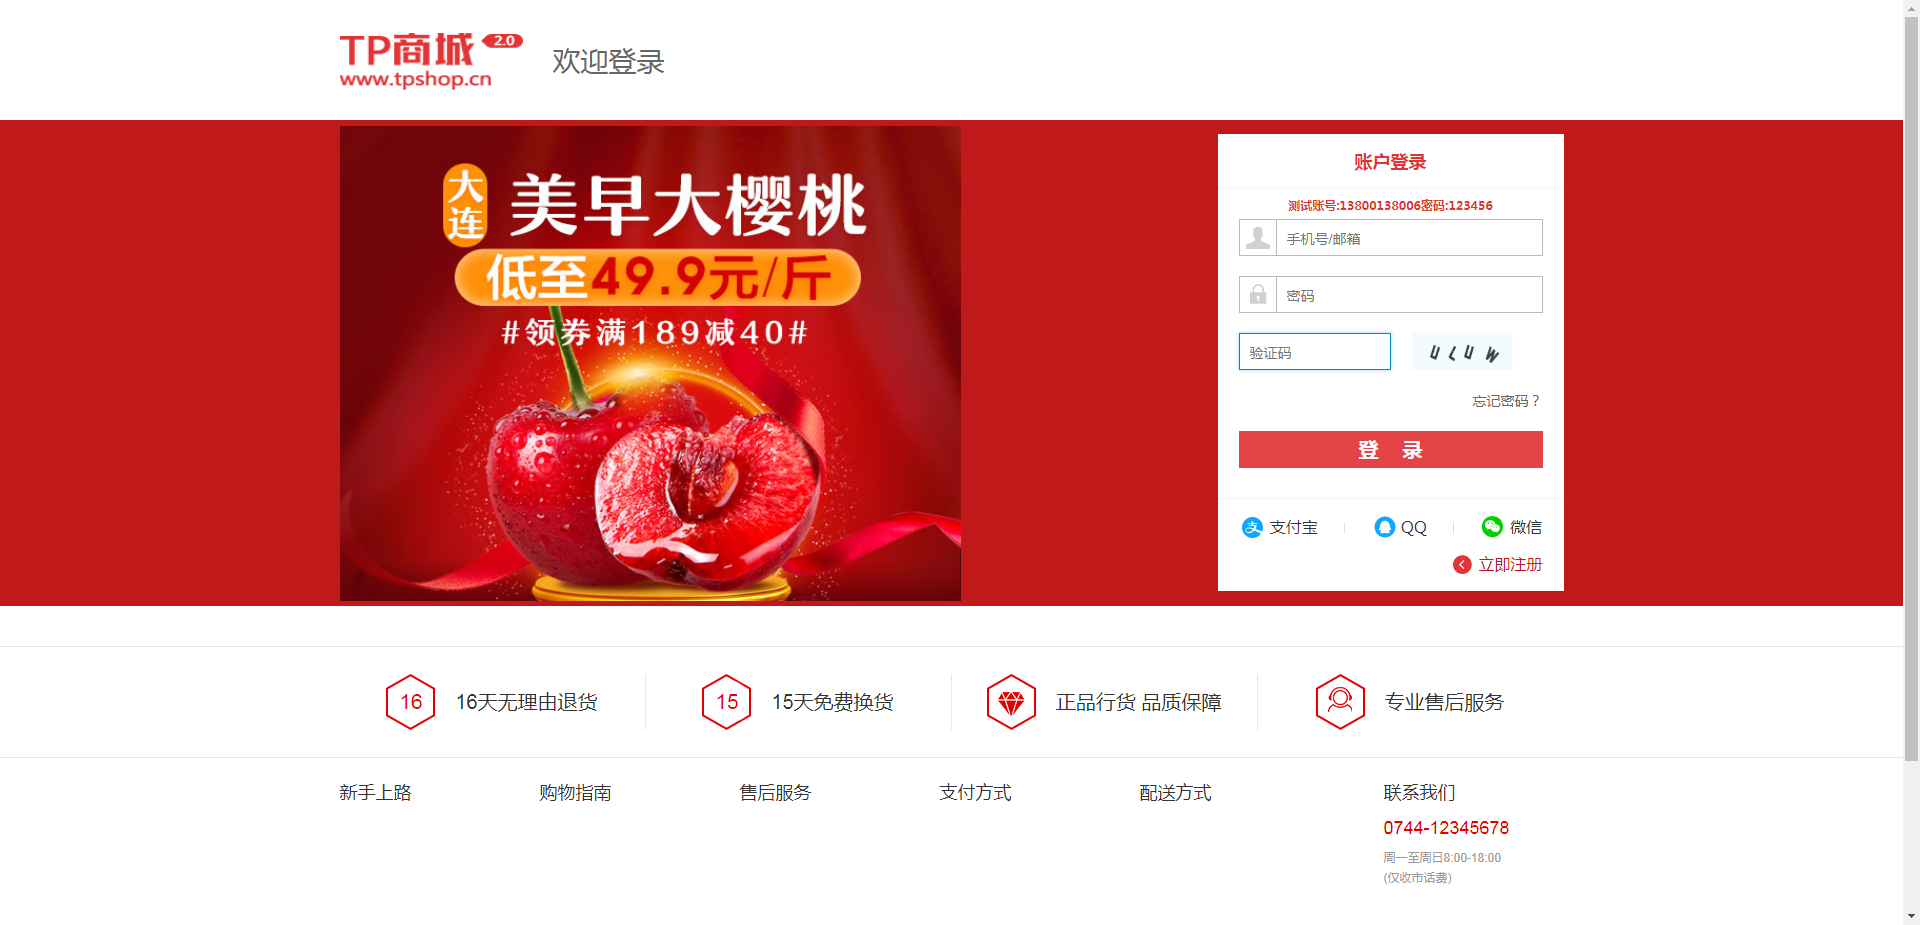 TP商城 2.0
www.tpshop.cn
欢迎登录
大连
美早大樱桃
低至49.9元/斤
#领券满189减40#
账户登录
测试账号:13800138006密码:123456
手机号/邮箱
密码
验证码
ULUW
忘记密码？
登 录
支付宝
QQ
微信
立即注册
16 16天无理由退货
15 15天免费换货
正品行货 品质保障
专业售后服务
新手上路
购物指南
售后服务
支付方式
配送方式
联系我们
0744-12345678
周一至周日8:00-18:00
(仅收市话费)